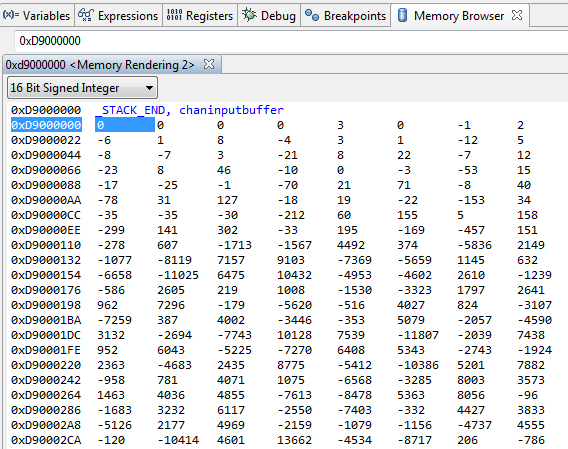 (x)= Variables Expressions Registers Debug Breakpoints Memory Browser
0xD9000000
0xd9000000 <Memory Rendering 2>
16 Bit Signed Integer
0xD9000000 _STACK_END, chaninputbuffer
0xD9000000 0 0 0 0 3 0 -1 2
0xD9000022 -6 1 8 -4 3 1 -12 5
0xD9000044 -8 -7 3 -21 8 22 -7 12
0xD9000066 -23 8 46 -10 0 -3 -53 15
0xD9000088 -17 -25 -1 -70 21 71 -8 40
0xD90000AA -78 31 127 -18 19 -22 -153 34
0xD90000CC -35 -35 -30 -212 60 155 5 158
0xD90000EE -299 141 302 -33 195 -169 -457 151
0xD9000110 -278 607 -1713 -1567 4492 374 -5836 2149
0xD9000132 -1077 -8119 7157 9103 -7369 -5659 1145 632
0xD9000154 -6658 -11025 6475 10432 -4953 -4602 2610 -1239
0xD9000176 -586 2605 219 1008 -1530 -3323 1797 2641
0xD9000198 962 7296 -179 -5620 -516 4027 824 -3107
0xD90001BA -7259 387 4002 -3446 -353 5079 -2057 -4590
0xD90001DC 3132 -2694 -7743 10128 7539 -11807 -2039 7438
0xD90001FE 952 6043 -5225 -7270 6408 5343 -2743 -1924
0xD9000220 2363 -4683 2435 8775 -5412 -10386 5201 7882
0xD9000242 -958 781 4071 1075 -6568 -3285 8003 3573
0xD9000264 1463 4036 4855 -7613 -8478 5363 8056 -96
0xD9000286 -1683 3232 6117 -2550 -7403 -332 4427 3833
0xD90002A8 -5126 2177 4969 -2159 -1079 -1156 -4737 4555
0xD90002CA -120 -10414 4601 13662 -4534 -8717 206 -786